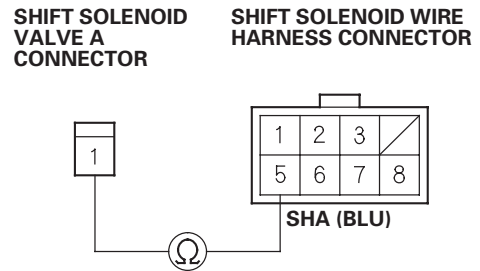 SHIFT SOLENOID
VALVE A
CONNECTOR
SHIFT SOLENOID WIRE
HARNESS CONNECTOR
1
1 2 3
5 6 7 8
SHA (BLU)
Ω